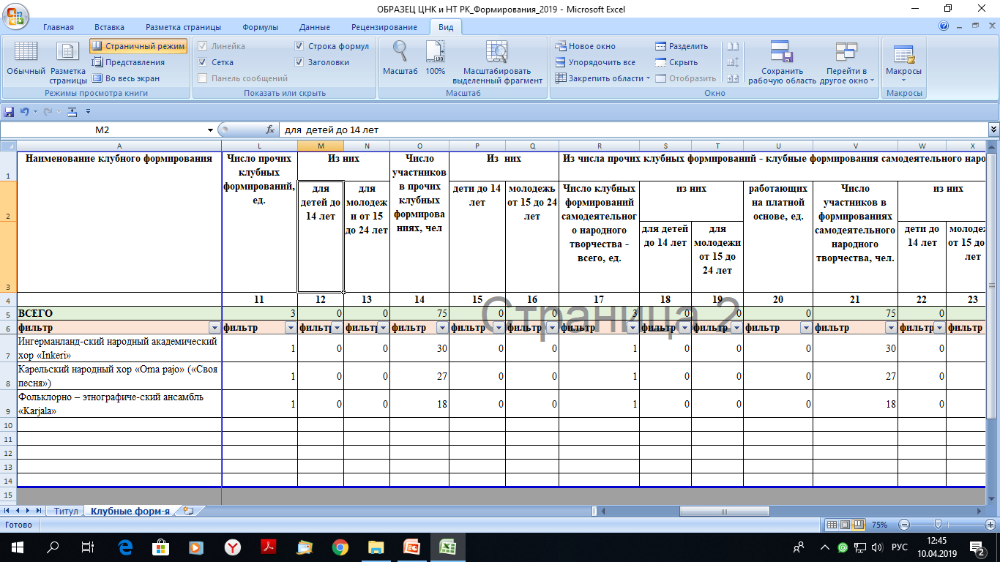 ОБРАЗЕЦ ЦНК и НТ РК_Формирования_2019 - Microsoft Excel
Главная Вставка Разметка страницы Формулы Данные Рецензирование Вид
Обычный Разметка страницы Страничный режим Представления Во весь экран
Режимы просмотра книги
Линейка Строка формул
Сетка Заголовки
Панель сообщений
Показать или скрыть
Масштаб 100% Масштабировать выделенный фрагмент
Масштаб
Новое окно Разделить
Упорядочить все Скрыть
Закрепить области Отобразить
Сохранить рабочую область Перейти в другое окно
Окно
Макросы
Макросы
M2 fx для детей до 14 лет
A L M N O P Q R S T U V W X
1 Наименование клубного формирования Число прочих клубных формирований, ед. Из них Число участников в прочих клубных формирова ниях, чел Из них Из числа прочих клубных формирований - клубные формирования самодеятельного наро
2 для детей до 14 лет для молодеж и от 15 до 24 лет дети до 14 лет молодежь от 15 до 24 лет Число клубных формирований самодеятельног о народного творчества - всего, ед. из них работающих на платной основе, ед. Число участников в формированиях самодеятельного народного творчества, чел. из них
3 для детей до 14 лет для молодежи от 15 до 24 лет дети до 14 лет молодеж от 15 до лет
4 11 12 13 14 15 16 17 18 19 20 21 22 23
5 ВСЕГО 3 0 0 75 0 0 3 0 0 0 75 0
Страница 2
6 фильтр фильтр фильтр фильтр фильтр фильтр фильтр фильтр фильтр фильтр фильтр фильтр фильтр фильтр
7 Ингерманланд-ский народный академический хор «Inkeri» 1 0 0 30 0 0 1 0 0 0 30 0
8 Карельский народный хор «Oma pajo» («Своя песня») 1 0 0 27 0 0 1 0 0 0 27 0
9 Фольклорно – этнографиче-ский ансамбль «Karjala» 1 0 0 18 0 0 1 0 0 0 18 0
10
11
12
13
14
15
Титул Клубные форм-я
Готово 75%
РУС 12:45
10.04.2019 2